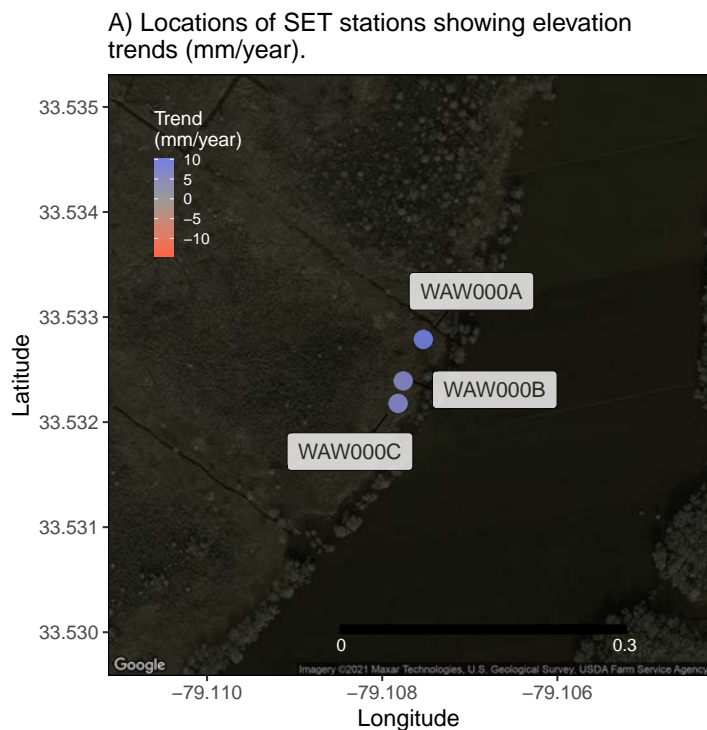 A) Locations of SET stations showing elevation
trends (mm/year).
Latitude
33.535
33.534
33.533
33.532
33.531
33.530
Trend
(mm/year)
10
5
0
−5
−10
WAW000A
WAW000B
WAW000C
0
0.3
Google
Imagery ©2021 Maxar Technologies, U.S. Geological Survey, USDA Farm Service Agency
−79.110
−79.108
−79.106
Longitude